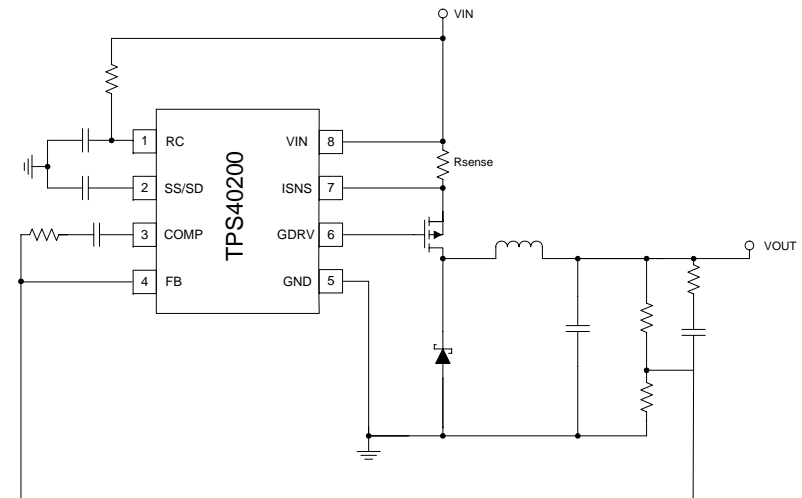 VIN
1 RC
VIN 8
Rsense
2 SS/SD
ISNS 7
3 COMP
GDRV 6
4 FB
GND 5
TPS40200
VOUT